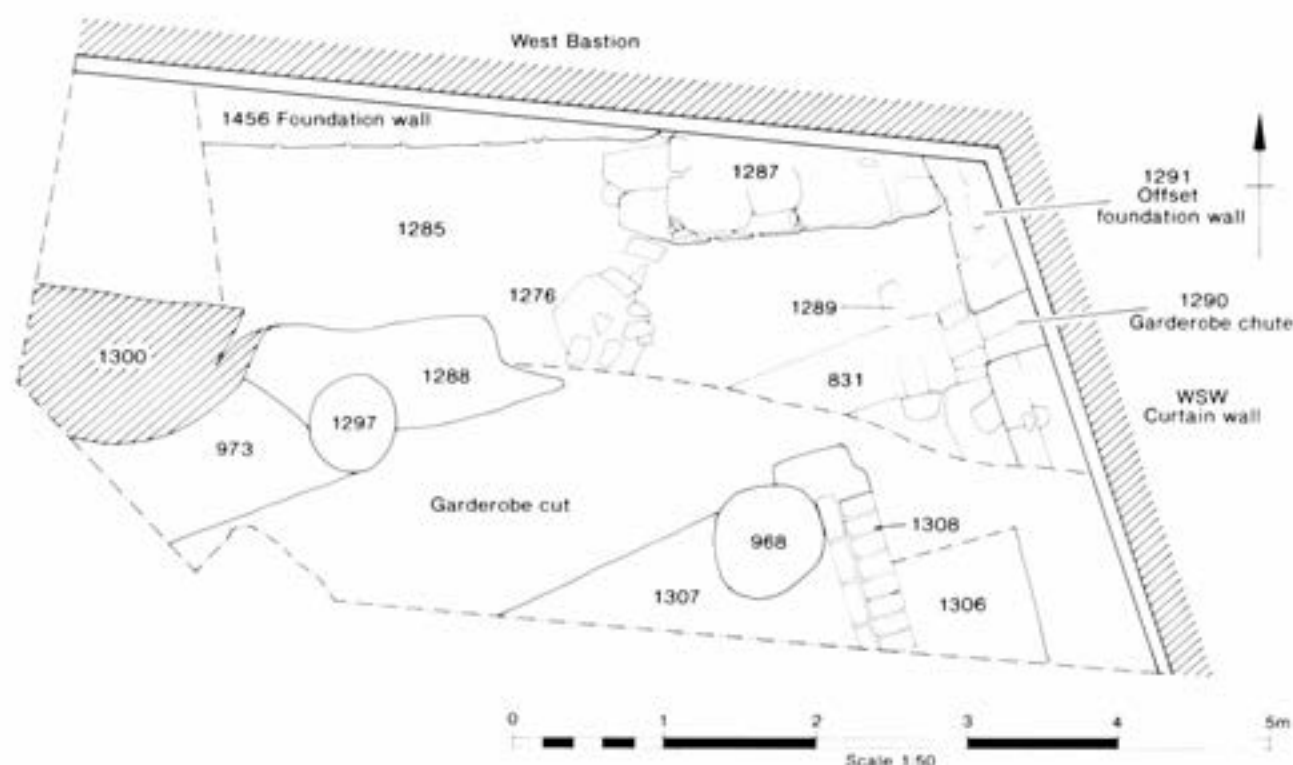 West Bastion
1456 Foundation wall
1287
1291
Offset
foundation wall
1285
1276
1289
1290
Garderobe chute
1300
1288
831
WSW
Curtain wall
1297
973
Garderobe cut
968
1308
1307
1306
0 1 2 3 4 5m
Scale 1:50